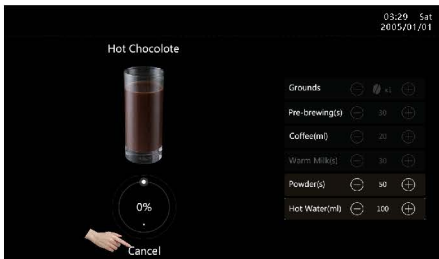 03:29 Sat
2005/01/01
Hot Chocolote
Grounds x1
Pre-brewing(s) 30
Coffee(ml) 20
Warm Milk(s) 30
Powder(s) 50
Hot Water(ml) 100
0%
Cancel